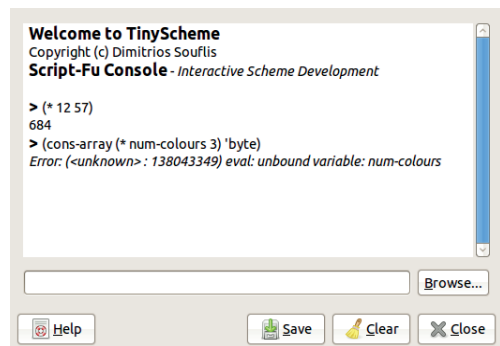 Welcome to TinyScheme
Copyright (c) Dimitrios Souflis
Script-Fu Console - Interactive Scheme Development
> (* 12 57)
684
> (cons-array (* num-colours 3) 'byte)
Error: (<unknown> : 138043349) eval: unbound variable: num-colours
Browse...
Help
Save
Clear
Close